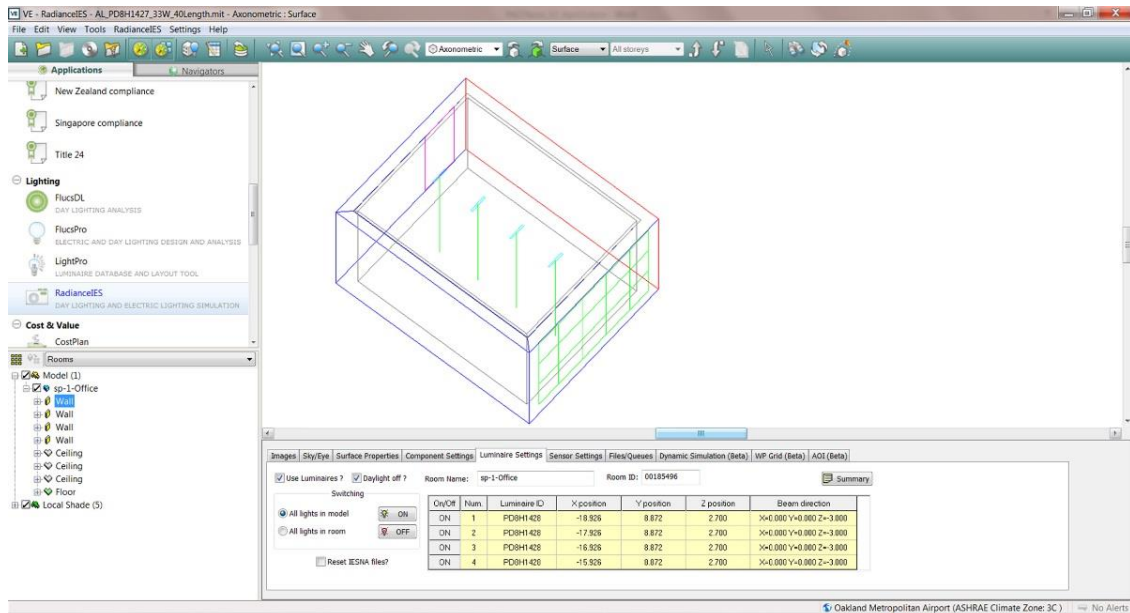 VE - RadianceIES - AL_PD8H1427_33W_40Length.mit - Axonometric : Surface
File Edit View Tools RadianceIES Settings Help
Axonometric Surface All storeys
Applications Navigators
New Zealand compliance
Singapore compliance
Title 24
Lighting
FlucsDL
DAY LIGHTING ANALYSIS
FlucsPro
ELECTRIC AND DAY LIGHTING DESIGN AND ANALYSIS
LightPro
LUMINAIRE DATABASE AND LAYOUT TOOL
RadianceIES
DAY LIGHTING AND ELECTRIC LIGHTING SIMULATION
Cost & Value
CostPlan
Rooms
Model (1)
sp-1-Office
Wall
Wall
Wall
Wall
Ceiling
Ceiling
Ceiling
Floor
Local Shade (5)
Images Sky/Eye Surface Properties Component Settings Luminaire Settings Sensor Settings Files/Queues Dynamic Simulation (Beta) WP Grid (Beta) AOI (Beta)
Use Luminaires ? Daylight off ? Room Name: sp-1-Office Room ID: 00185496 Summary
Switching
All lights in model ON
All lights in room OFF
Reset IESNA files?
On/Off Num. Luminaire ID X position Y position Z position Beam direction
ON 1 PD8H1428 -18.926 8.872 2.700 X=0.000 Y=0.000 Z=-3.800
ON 2 PD8H1428 -17.926 8.872 2.700 X=0.000 Y=0.000 Z=-3.800
ON 3 PD8H1428 -16.926 8.872 2.700 X=0.000 Y=0.000 Z=-3.800
ON 4 PD8H1428 -15.926 8.872 2.700 X=0.000 Y=0.000 Z=-3.800
Oakland Metropolitan Airport (ASHRAE Climate Zone: 3C ) No Alerts